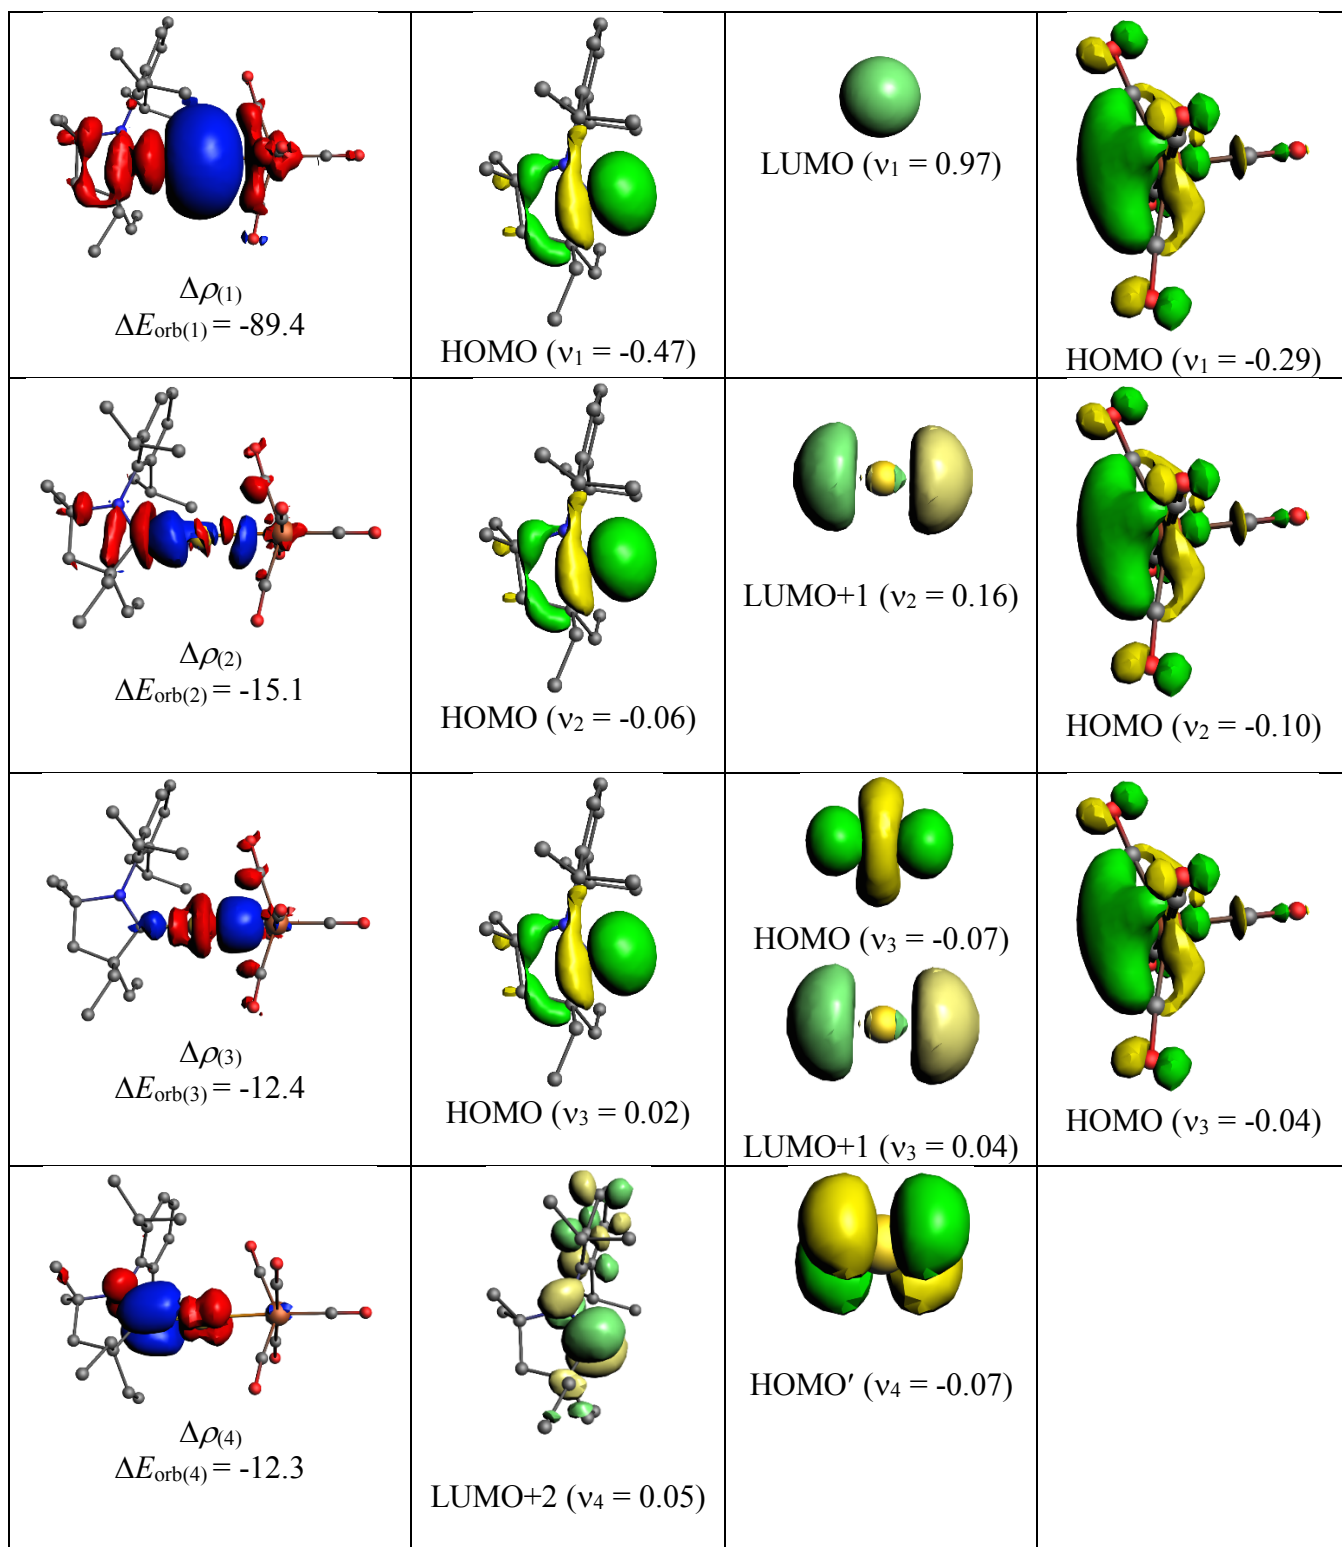 Δρ(1)
ΔEorb(1) = -89.4
HOMO (ν₁ = -0.47)
LUMO (ν₁ = 0.97)
HOMO (ν₁ = -0.29)
Δρ(2)
ΔEorb(2) = -15.1
HOMO (ν₂ = -0.06)
LUMO+1 (ν₂ = 0.16)
HOMO (ν₂ = -0.10)
Δρ(3)
ΔEorb(3) = -12.4
HOMO (ν₃ = 0.02)
HOMO (ν₃ = -0.07)
LUMO+1 (ν₃ = 0.04)
HOMO (ν₃ = -0.04)
Δρ(4)
ΔEorb(4) = -12.3
LUMO+2 (ν₄ = 0.05)
HOMO′ (ν₄ = -0.07)